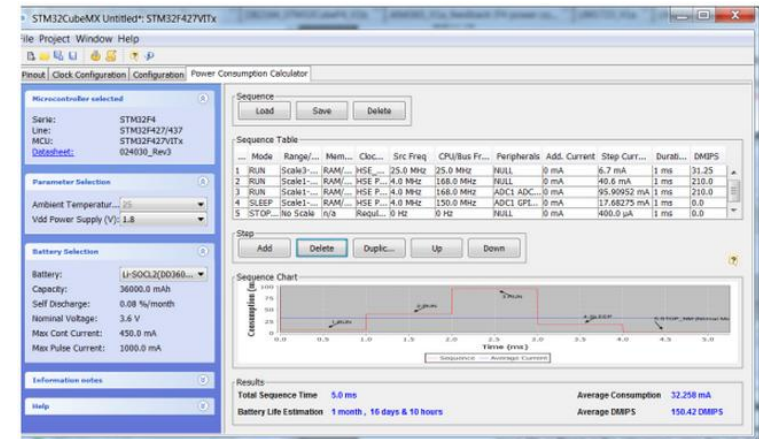 STM32CubeMX Untitled*: STM32F427VITx
File Project Window Help
Pinout Clock Configuration Configuration Power Consumption Calculator
Microcontroller selected
Serie: STM32F4
Line: STM32F427/437
MCU: STM32F427VITx
Datasheet: 024030_Rev3
Parameter Selection
Ambient Temperatur... 25
Vdd Power Supply (V): 1.8
Battery Selection
Battery: Li-SOCL2(DD360...
Capacity: 36000.0 mAh
Self Discharge: 0.08 %/month
Nominal Voltage: 3.6 V
Max Cont Current: 450.0 mA
Max Pulse Current: 1000.0 mA
Information notes
Help
Sequence
Load Save Delete
Sequence Table
... Mode Range/... Mem... Cloc... Src Freq CPU/Bus Fr... Peripherals Add. Current Step Curr... Durati... DMIPS
1 RUN Scale3-... RAM/... HSE_... 25.0 MHz 25.0 MHz NULL 0 mA 6.7 mA 1 ms 31.25
2 RUN Scale1-... RAM/... HSE P... 4.0 MHz 168.0 MHz NULL 0 mA 40.6 mA 1 ms 210.0
3 RUN Scale1-... RAM/... HSE P... 4.0 MHz 168.0 MHz ADC1 ADC... 0 mA 95.90952 mA 1 ms 210.0
4 SLEEP Scale1-... RAM/... HSE P... 4.0 MHz 150.0 MHz ADC1 GPI... 0 mA 17.68275 mA 1 ms 0.0
5 STOP... No Scale n/a Regul... 0 Hz 0 Hz NULL 0 mA 400.0 µA 1 ms 0.0
Step
Add Delete Duplic... Up Down
Sequence Chart
Consumption (m...
100
75
50
25
0
1:RUN
2:RUN
3:RUN
4:SLEEP
0.0 0.5 1.0 1.5 2.0 2.5 3.0 3.5 4.0 4.5 5.0
Time (ms)
Sequence Average Current
Results
Total Sequence Time 5.0 ms Average Consumption 32.258 mA
Battery Life Estimation 1 month, 16 days & 10 hours Average DMIPS 150.42 DMIPS